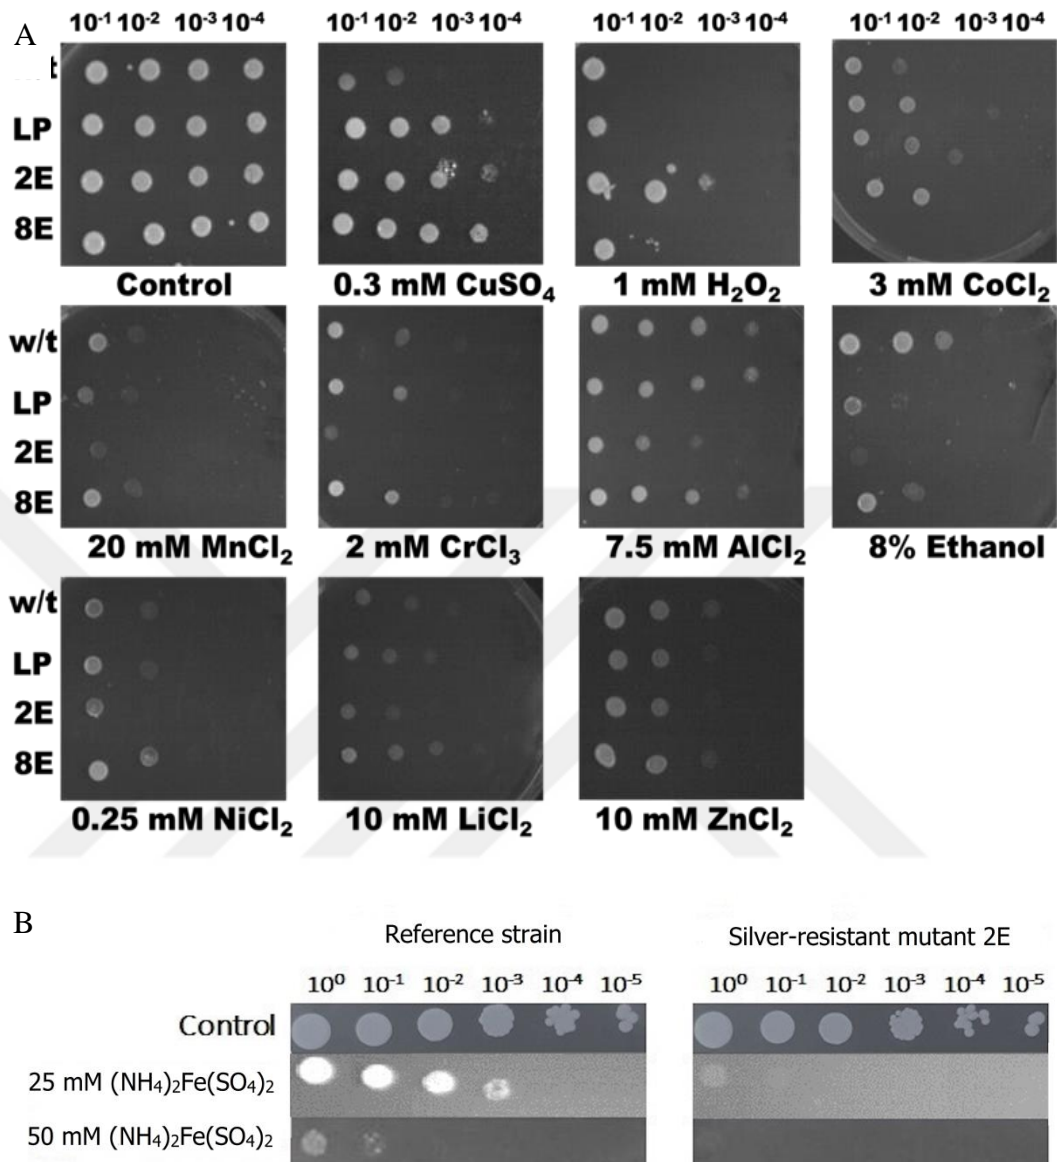 A
10⁻¹ 10⁻² 10⁻³ 10⁻⁴ 10⁻¹ 10⁻² 10⁻³ 10⁻⁴ 10⁻¹ 10⁻² 10⁻³ 10⁻⁴ 10⁻¹ 10⁻² 10⁻³ 10⁻⁴
t
LP
2E
8E
Control 0.3 mM CuSO₄ 1 mM H₂O₂ 3 mM CoCl₂
w/t
LP
2E
8E
20 mM MnCl₂ 2 mM CrCl₃ 7.5 mM AlCl₂ 8% Ethanol
w/t
LP
2E
8E
0.25 mM NiCl₂ 10 mM LiCl₂ 10 mM ZnCl₂
B
Reference strain Silver-resistant mutant 2E
10⁰ 10⁻¹ 10⁻² 10⁻³ 10⁻⁴ 10⁻⁵ 10⁰ 10⁻¹ 10⁻² 10⁻³ 10⁻⁴ 10⁻⁵
Control
25 mM (NH₄)₂Fe(SO₄)₂
50 mM (NH₄)₂Fe(SO₄)₂